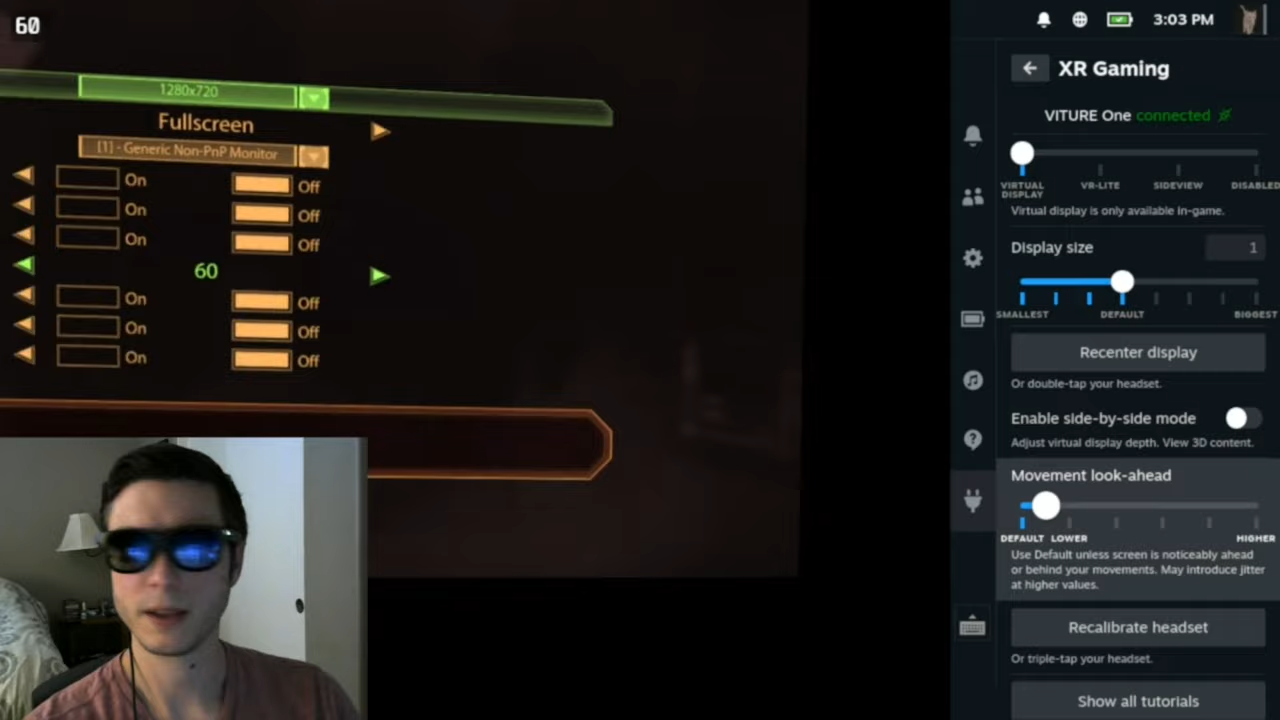 60
1280x720
Fullscreen
[1] - Generic Non-PnP Monitor
On Off
On Off
On Off
60
On Off
On Off
On Off
3:03 PM
XR Gaming
VITURE One connected
VIRTUAL DISPLAY VR-LITE SIDEVIEW DISABLED
Virtual display is only available in-game.
Display size 1
SMALLEST DEFAULT BIGGEST
Recenter display
Or double-tap your headset.
Enable side-by-side mode
Adjust virtual display depth. View 3D content.
Movement look-ahead
DEFAULT LOWER HIGHER
Use Default unless screen is noticeably ahead
or behind your movements. May introduce jitter
at higher values.
Recalibrate headset
Or triple-tap your headset.
Show all tutorials